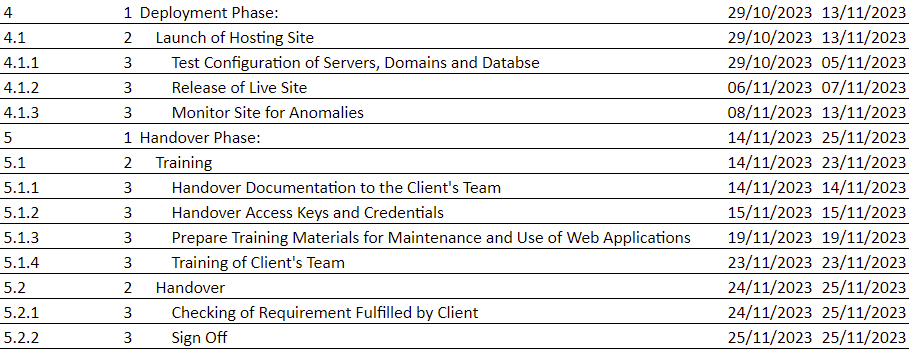 4 1 Deployment Phase: 29/10/2023 13/11/2023
4.1 2 Launch of Hosting Site 29/10/2023 13/11/2023
4.1.1 3 Test Configuration of Servers, Domains and Databse 29/10/2023 05/11/2023
4.1.2 3 Release of Live Site 06/11/2023 07/11/2023
4.1.3 3 Monitor Site for Anomalies 08/11/2023 13/11/2023
5 1 Handover Phase: 14/11/2023 25/11/2023
5.1 2 Training 14/11/2023 23/11/2023
5.1.1 3 Handover Documentation to the Client's Team 14/11/2023 14/11/2023
5.1.2 3 Handover Access Keys and Credentials 15/11/2023 15/11/2023
5.1.3 3 Prepare Training Materials for Maintenance and Use of Web Applications 19/11/2023 19/11/2023
5.1.4 3 Training of Client's Team 23/11/2023 23/11/2023
5.2 2 Handover 24/11/2023 25/11/2023
5.2.1 3 Checking of Requirement Fulfilled by Client 24/11/2023 25/11/2023
5.2.2 3 Sign Off 25/11/2023 25/11/2023